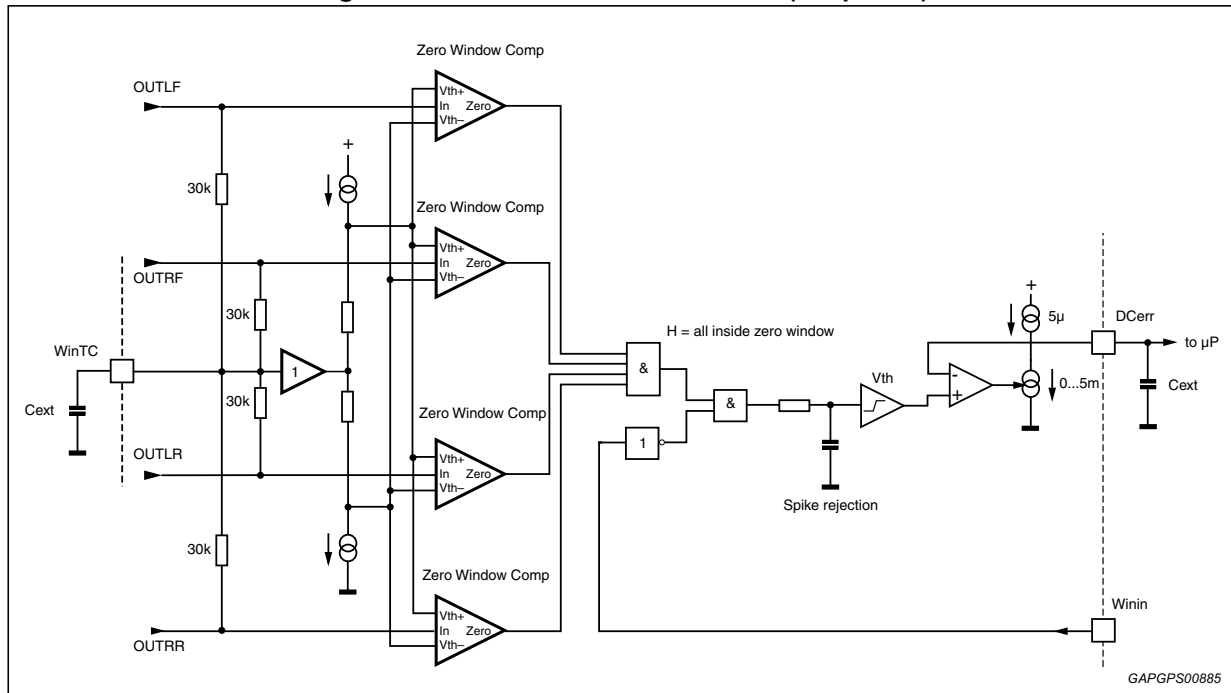 Zero Window Comp
OUTLF
Vth+
In Zero
Vth–
+
30k
Zero Window Comp
Vth+
In Zero
Vth–
OUTRF
30k
+
5µ
DCerr
to µP
H = all inside zero window
WinTC
1
&
Vth
-
+
0...5m
Cext
Cext
30k
&
Zero Window Comp
1
OUTLR
Vth+
In Zero
Vth–
Spike rejection
30k
Zero Window Comp
Vth+
In Zero
Vth–
OUTRR
Winin
GAPGPS00885